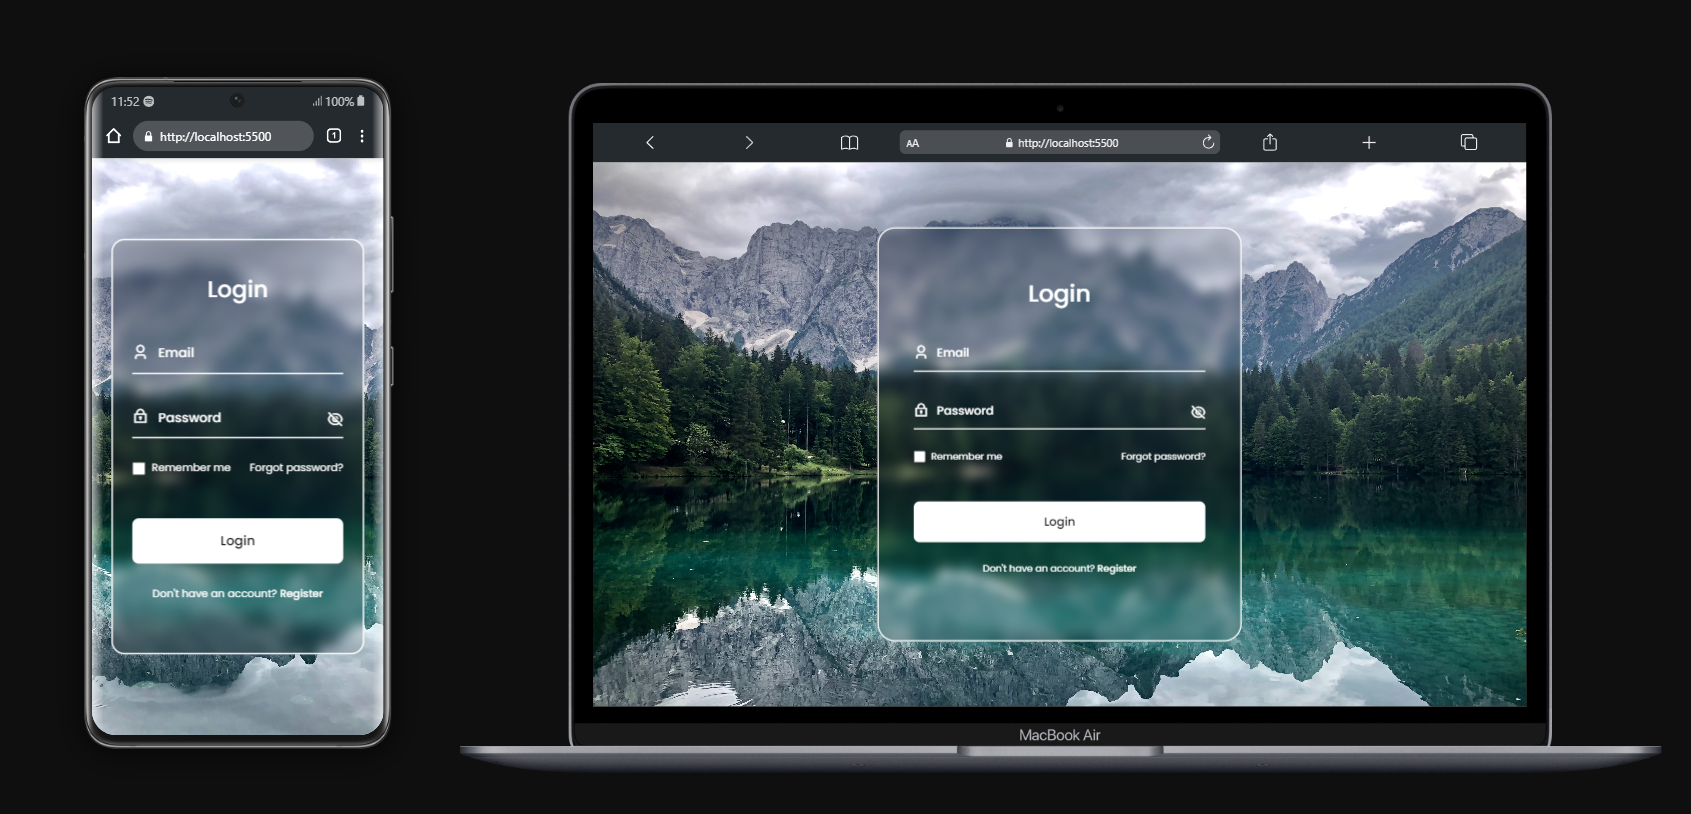 11:52
100%
http://localhost:5500
1
Login
Email
Password
Remember me Forgot password?
Login
Don't have an account? Register
AA http://localhost:5500
Login
Email
Password
Remember me Forgot password?
Login
Don't have an account? Register
MacBook Air